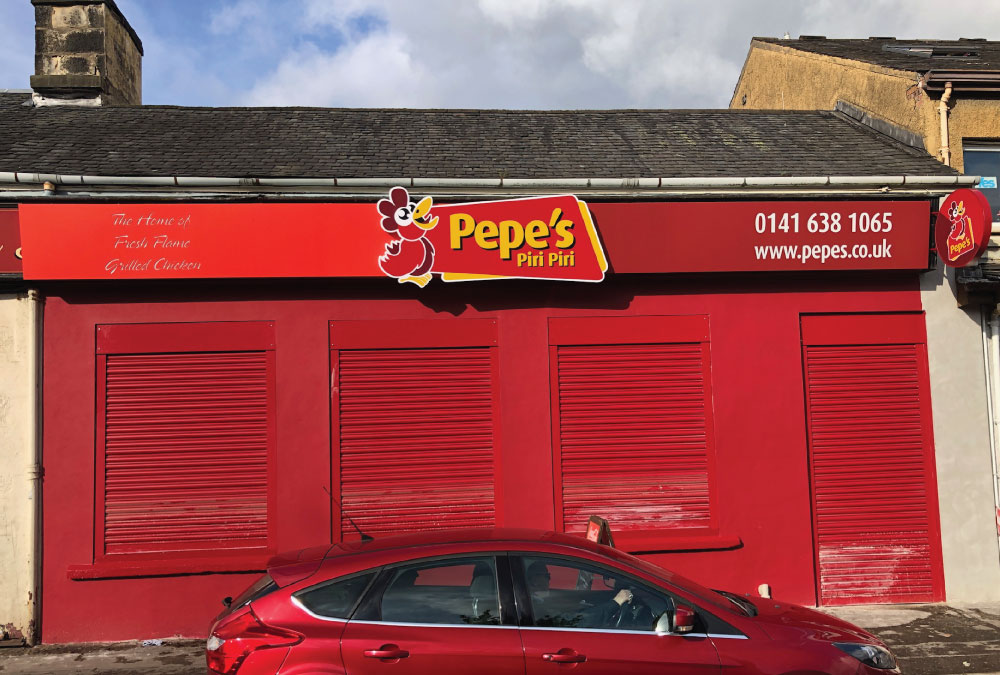 The Home of
Fresh Flame
Grilled Chicken
Pepe's
Piri Piri
0141 638 1065
www.pepes.co.uk
Pepe's